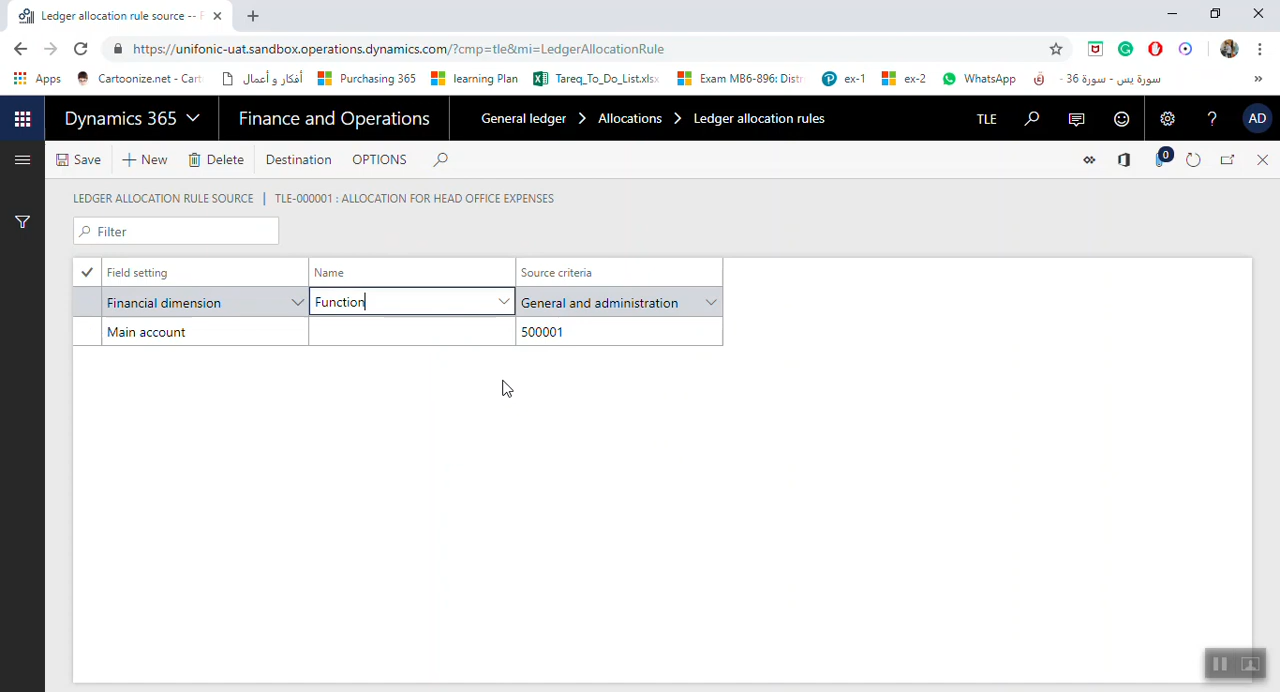 Ledger allocation rule source -- F
https://unifonic-uat.sandbox.operations.dynamics.com/?cmp=tle&mi=LedgerAllocationRule
Apps Cartoonize.net - Cart أفكار و أعمال Purchasing 365 learning Plan Tareq_To_Do_List.xlsx Exam MB6-896: Distr ex-1 ex-2 WhatsApp سورة يس - سورة 36 -
Dynamics 365 Finance and Operations General ledger > Allocations > Ledger allocation rules TLE ? AD
Save + New Delete Destination OPTIONS 0
LEDGER ALLOCATION RULE SOURCE | TLE-000001 : ALLOCATION FOR HEAD OFFICE EXPENSES
Filter
Field setting Name Source criteria
Financial dimension Function General and administration
Main account 500001